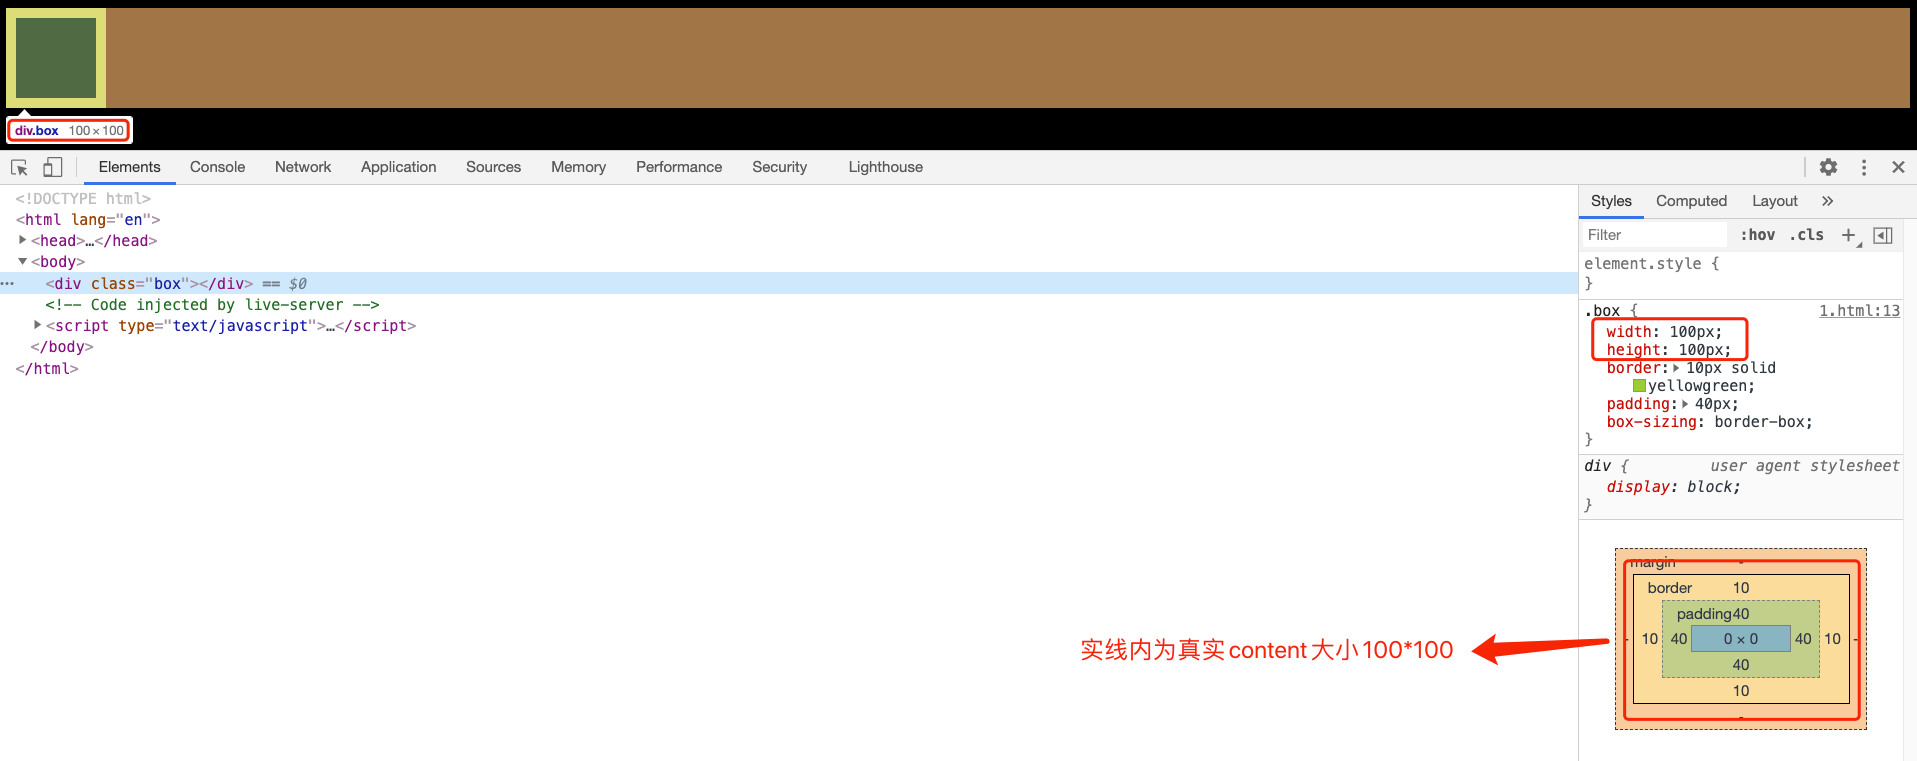 div.box 100×100
Elements Console Network Application Sources Memory Performance Security Lighthouse
<!DOCTYPE html>
<html lang="en">
<head>…</head>
<body>
<div class="box"></div> == $0
<!-- Code injected by live-server -->
<script type="text/javascript">…</script>
</body>
</html>
Styles Computed Layout »
Filter :hov .cls +
element.style {
}
.box { 1.html:13
width: 100px;
height: 100px;
border: 10px solid
yellowgreen;
padding: 40px;
box-sizing: border-box;
}
div { user agent stylesheet
display: block;
}
margin -
border 10
padding40
- 10 40 0 × 0 40 10 -
40
10
-
实线内为真实content大小100*100